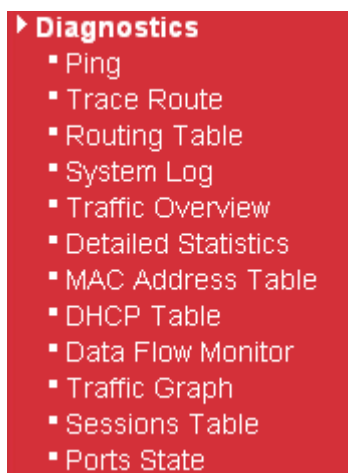 Diagnostics
Ping
Trace Route
Routing Table
System Log
Traffic Overview
Detailed Statistics
MAC Address Table
DHCP Table
Data Flow Monitor
Traffic Graph
Sessions Table
Ports State